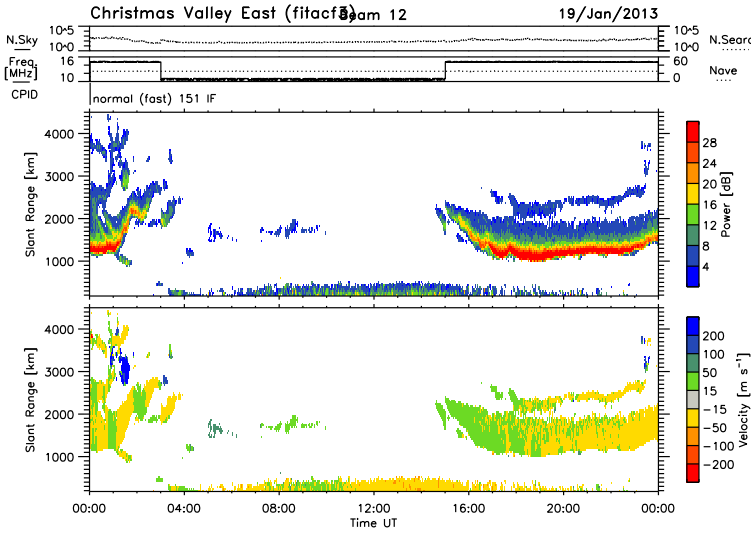 Christmas Valley East (fitacf3) Beam 12 19/Jan/2013
N.Sky 10^5 10^0 10^5 10^0 N.Search
Freq. [MHz] 16 10 60 0 Nave
CPID normal (fast) 151 IF
Slant Range [km] 4000 3000 2000 1000
Power [dB] 28 24 20 16 12 8 4
Slant Range [km] 4000 3000 2000 1000
Velocity [m s⁻¹] 200 100 50 15 -15 -50 -100 -200
00:00 04:00 08:00 12:00 16:00 20:00 00:00
Time UT